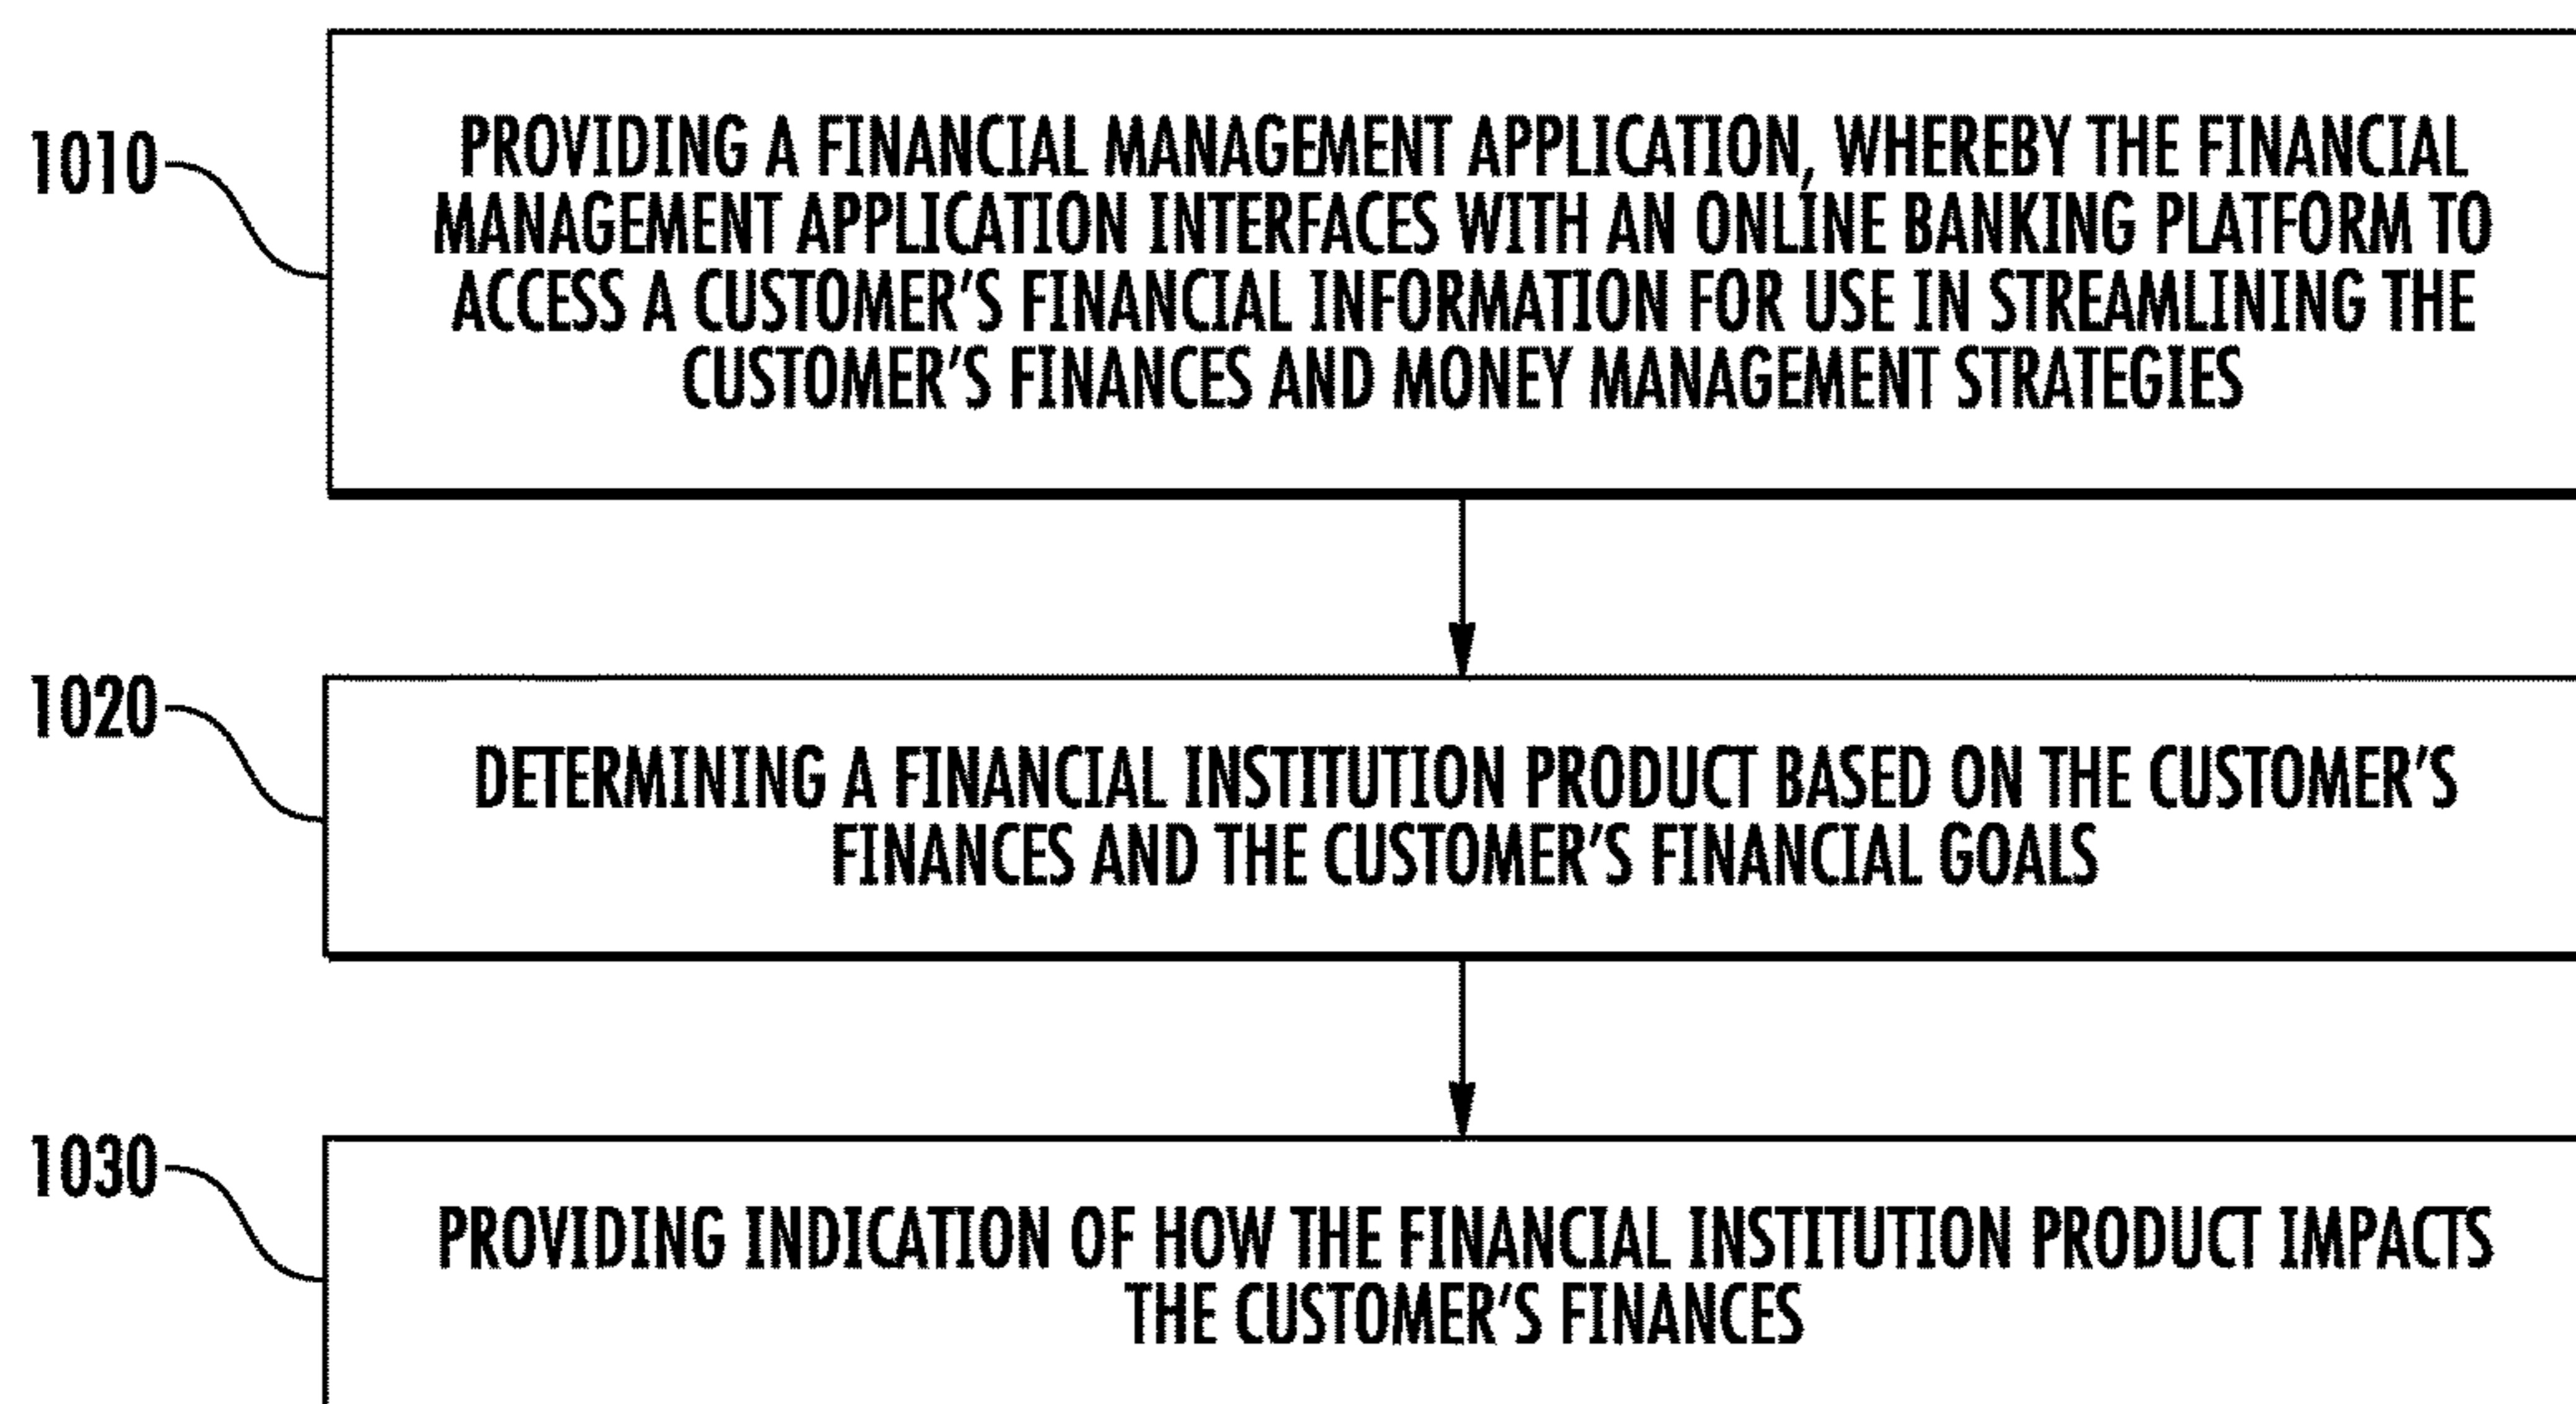 1010
PROVIDING A FINANCIAL MANAGEMENT APPLICATION, WHEREBY THE FINANCIAL
MANAGEMENT APPLICATION INTERFACES WITH AN ONLINE BANKING PLATFORM TO
ACCESS A CUSTOMER'S FINANCIAL INFORMATION FOR USE IN STREAMLINING THE
CUSTOMER'S FINANCES AND MONEY MANAGEMENT STRATEGIES
1020
DETERMINING A FINANCIAL INSTITUTION PRODUCT BASED ON THE CUSTOMER'S
FINANCES AND THE CUSTOMER'S FINANCIAL GOALS
1030
PROVIDING INDICATION OF HOW THE FINANCIAL INSTITUTION PRODUCT IMPACTS
THE CUSTOMER'S FINANCES